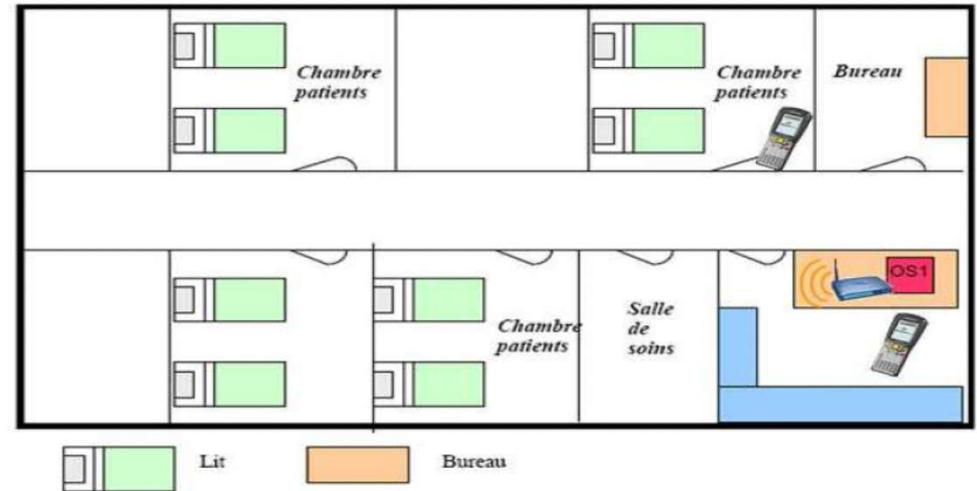 Chambre
patients
Chambre
patients
Bureau
OS1
Chambre
patients
Salle
de
soins
Lit
Bureau